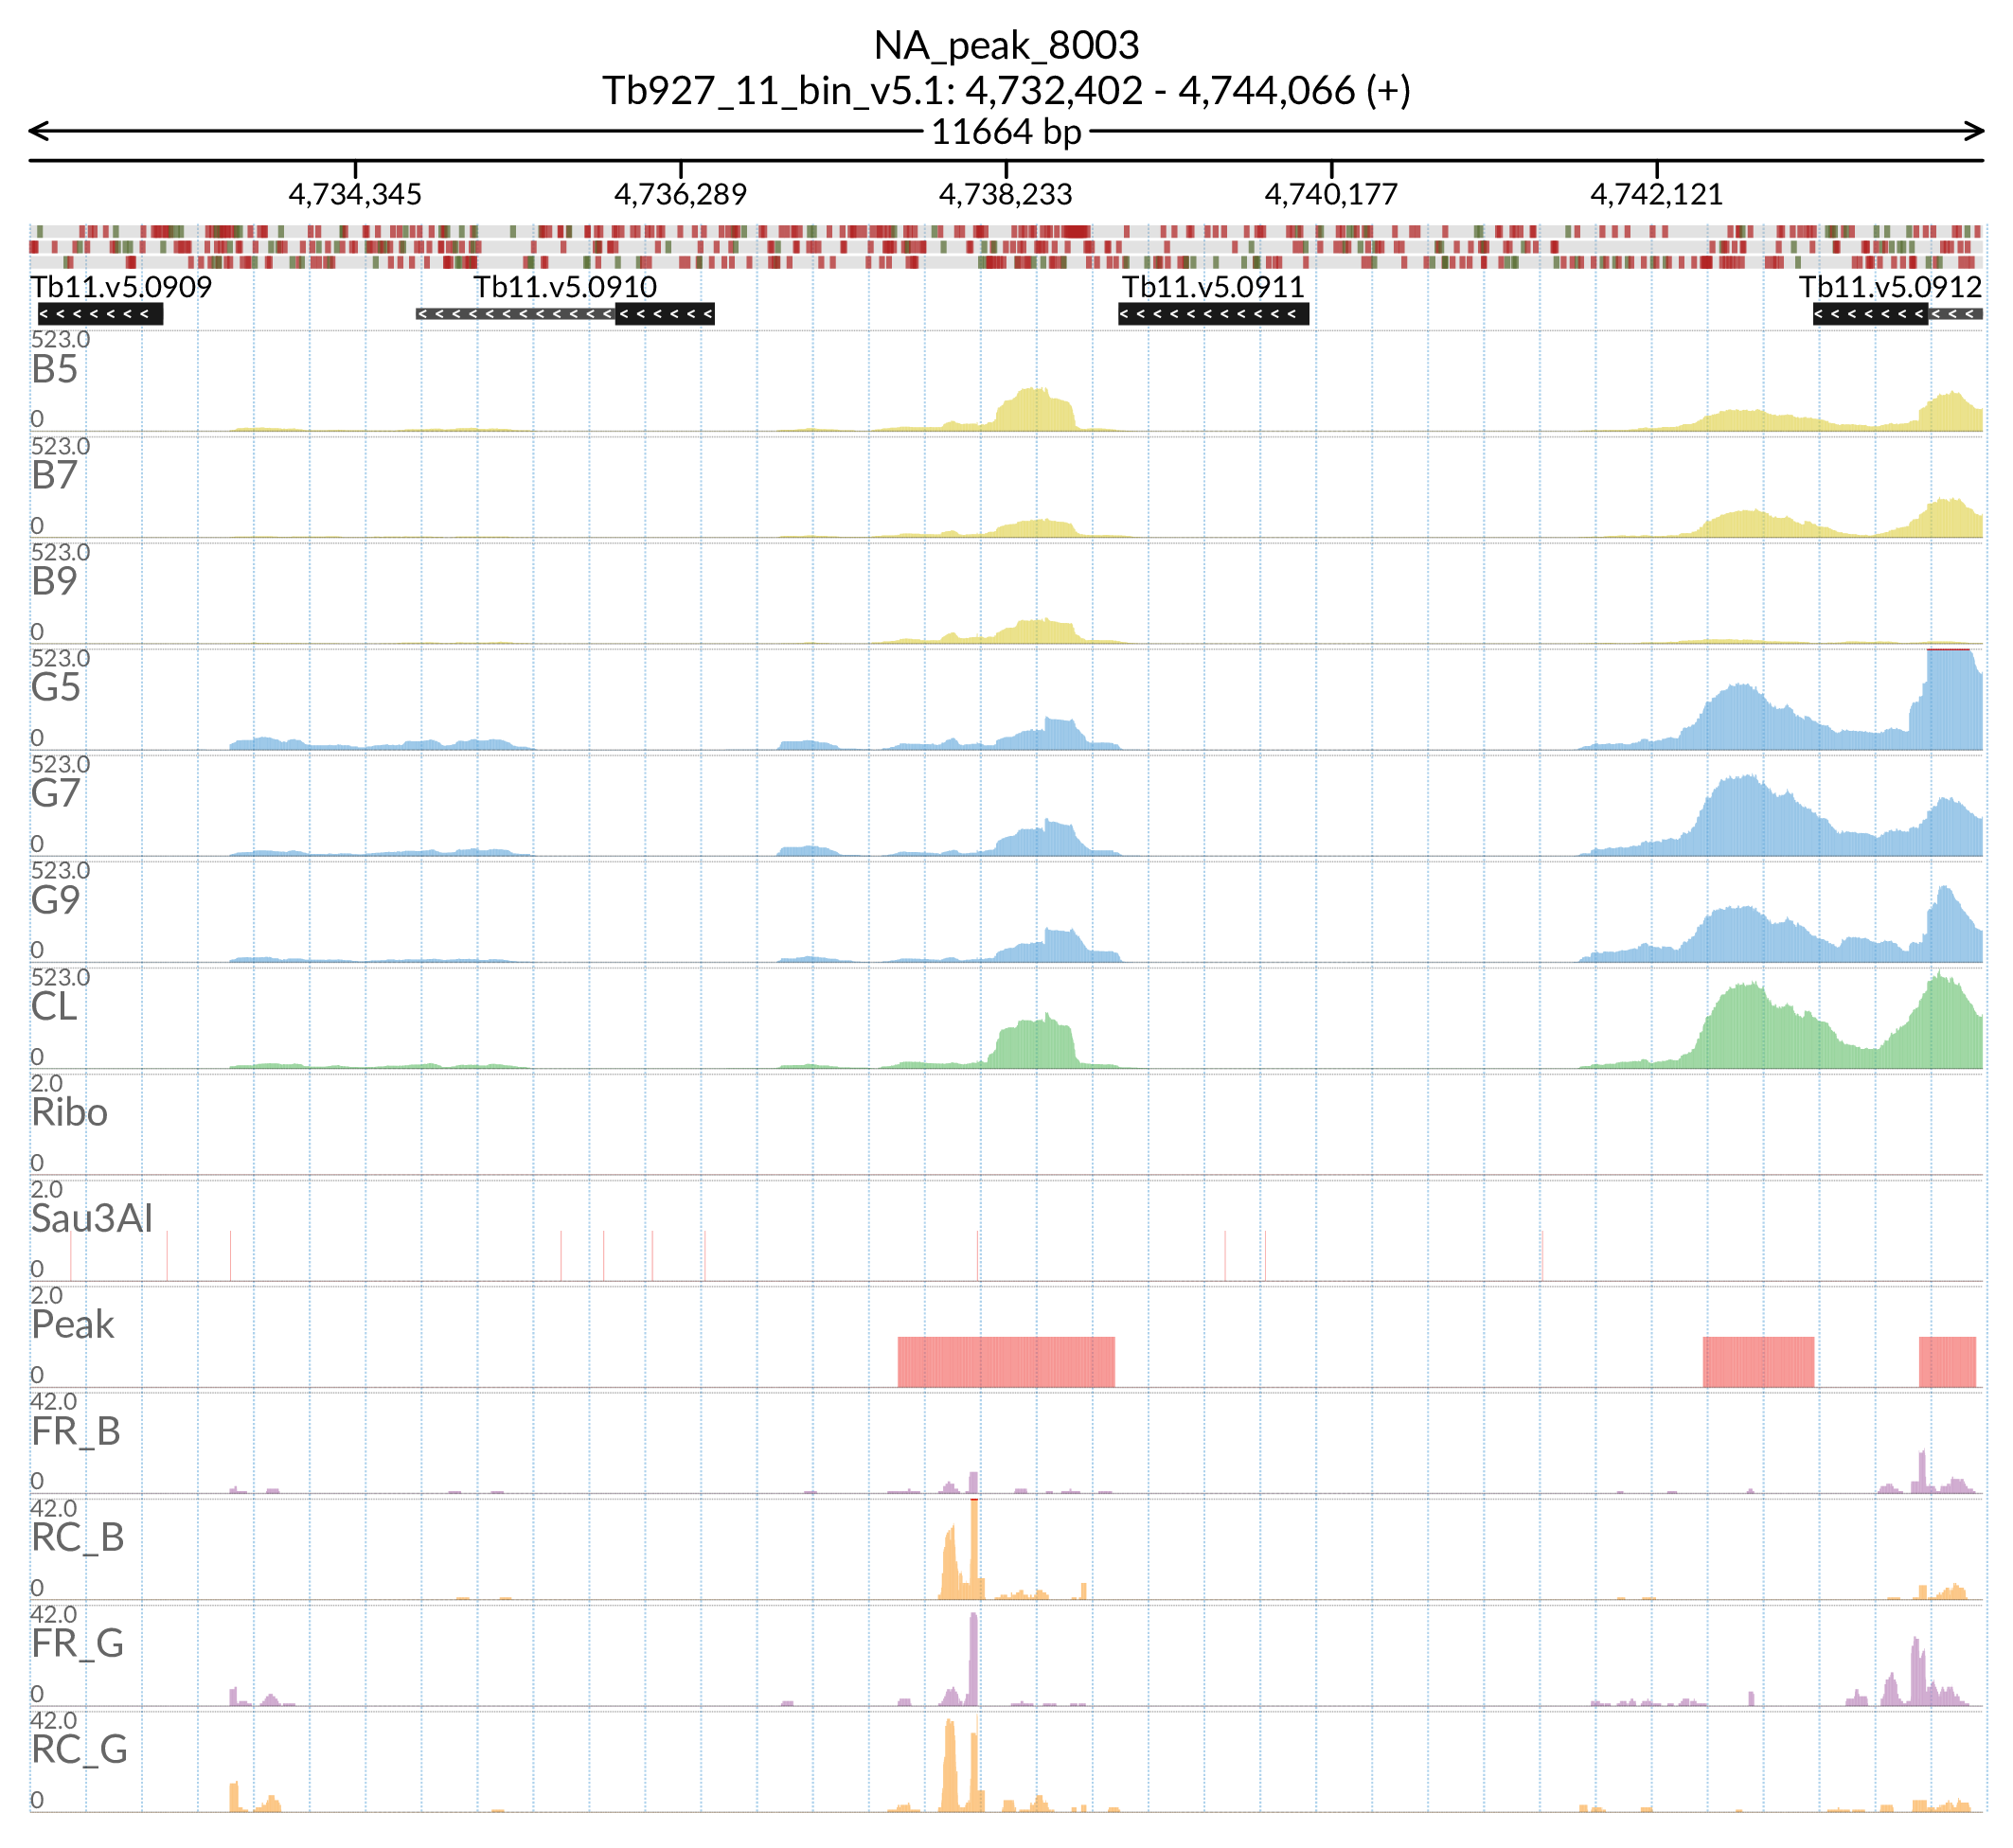 NA_peak_8003
Tb927_11_bin_v5.1: 4,732,402 - 4,744,066 (+)
11664 bp
4,734,345 4,736,289 4,738,233 4,740,177 4,742,121
Tb11.v5.0909 Tb11.v5.0910 Tb11.v5.0911 Tb11.v5.0912
523.0
B5
0
523.0
B7
0
523.0
B9
0
523.0
G5
0
523.0
G7
0
523.0
G9
0
523.0
CL
0
2.0
Ribo
0
2.0
Sau3AI
0
2.0
Peak
0
42.0
FR_B
0
42.0
RC_B
0
42.0
FR_G
0
42.0
RC_G
0